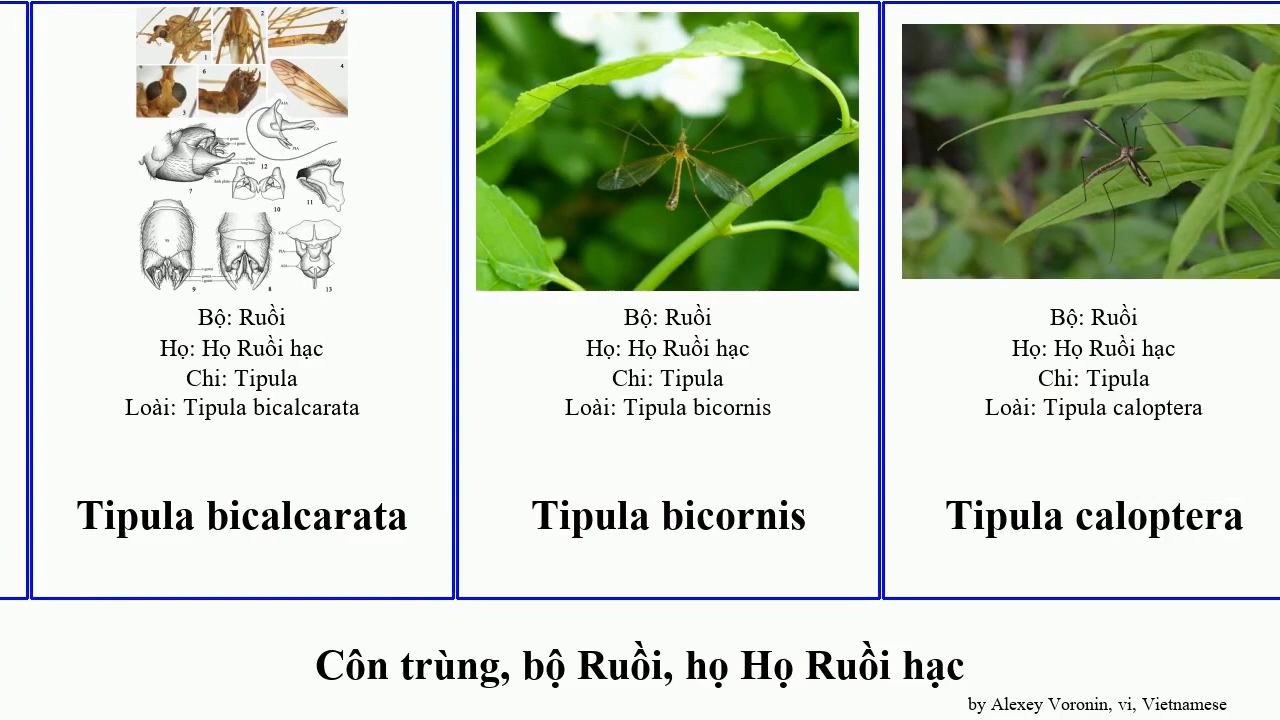 Bộ: Ruồi
Họ: Họ Ruồi hạc
Chi: Tipula
Loài: Tipula bicalcarata
Tipula bicalcarata
Bộ: Ruồi
Họ: Họ Ruồi hạc
Chi: Tipula
Loài: Tipula bicornis
Tipula bicornis
Bộ: Ruồi
Họ: Họ Ruồi hạc
Chi: Tipula
Loài: Tipula caloptera
Tipula caloptera
Côn trùng, bộ Ruồi, họ Họ Ruồi hạc
by Alexey Voronin, vi, Vietnamese